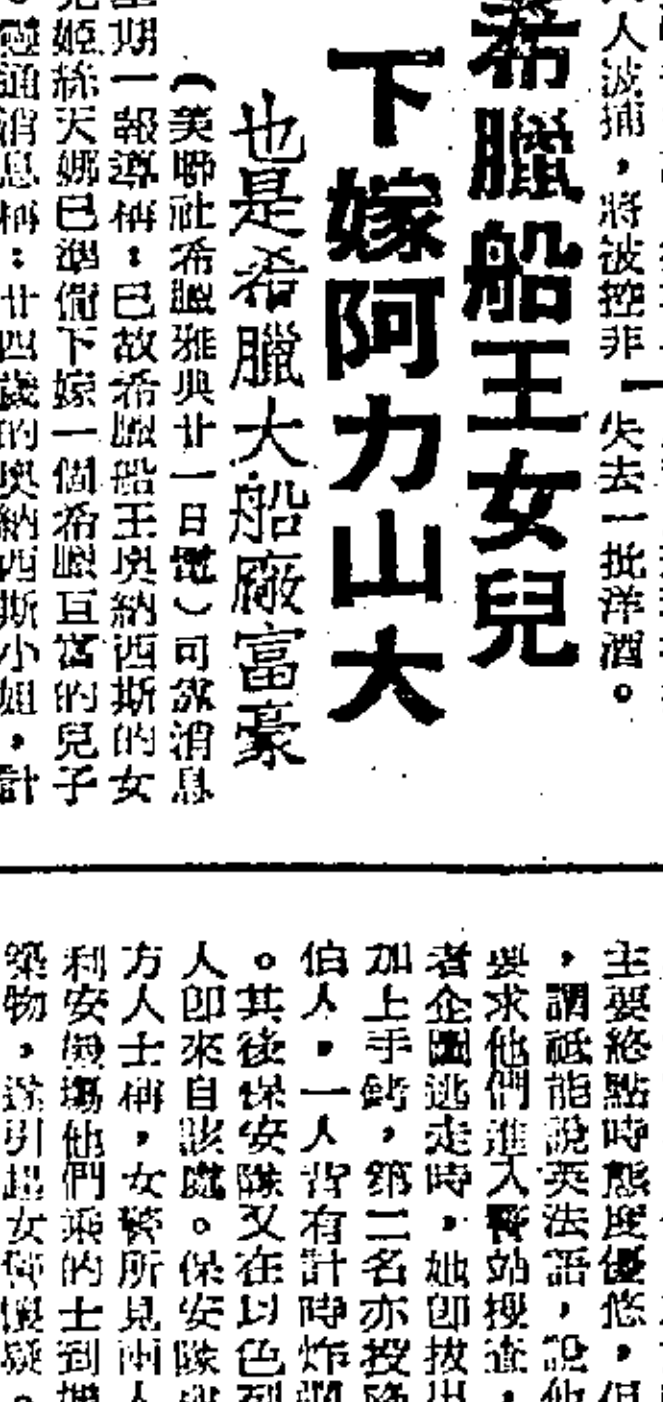 人波捕，將被控非「失去一批洋酒。
希臘船王女兒
下嫁阿力山大
也是希臘大船廠富豪
（美聯社希臘雅典廿一日電）司靠消息
星期一報導稱：已故希臘船王奧納西斯的女
兒姬絲天娜已準備下嫁一個希臘亘富的兒子
。通消息稱：廿四歲的奧納西斯小姐，計
主要終點時態度優悠，但
，謂祗能說英法語，說他
要求他們進入警站搜查，
者企圖逃走時，她即拔出
加上手銬，第二名亦投降
伯人，一人背有計時炸彈
。其後保安隊又在以色列
人即來自該處。保安隊
方人士稱，女警所見兩人
利安機場他們乘的士到
築物，遂引起女警懷疑。